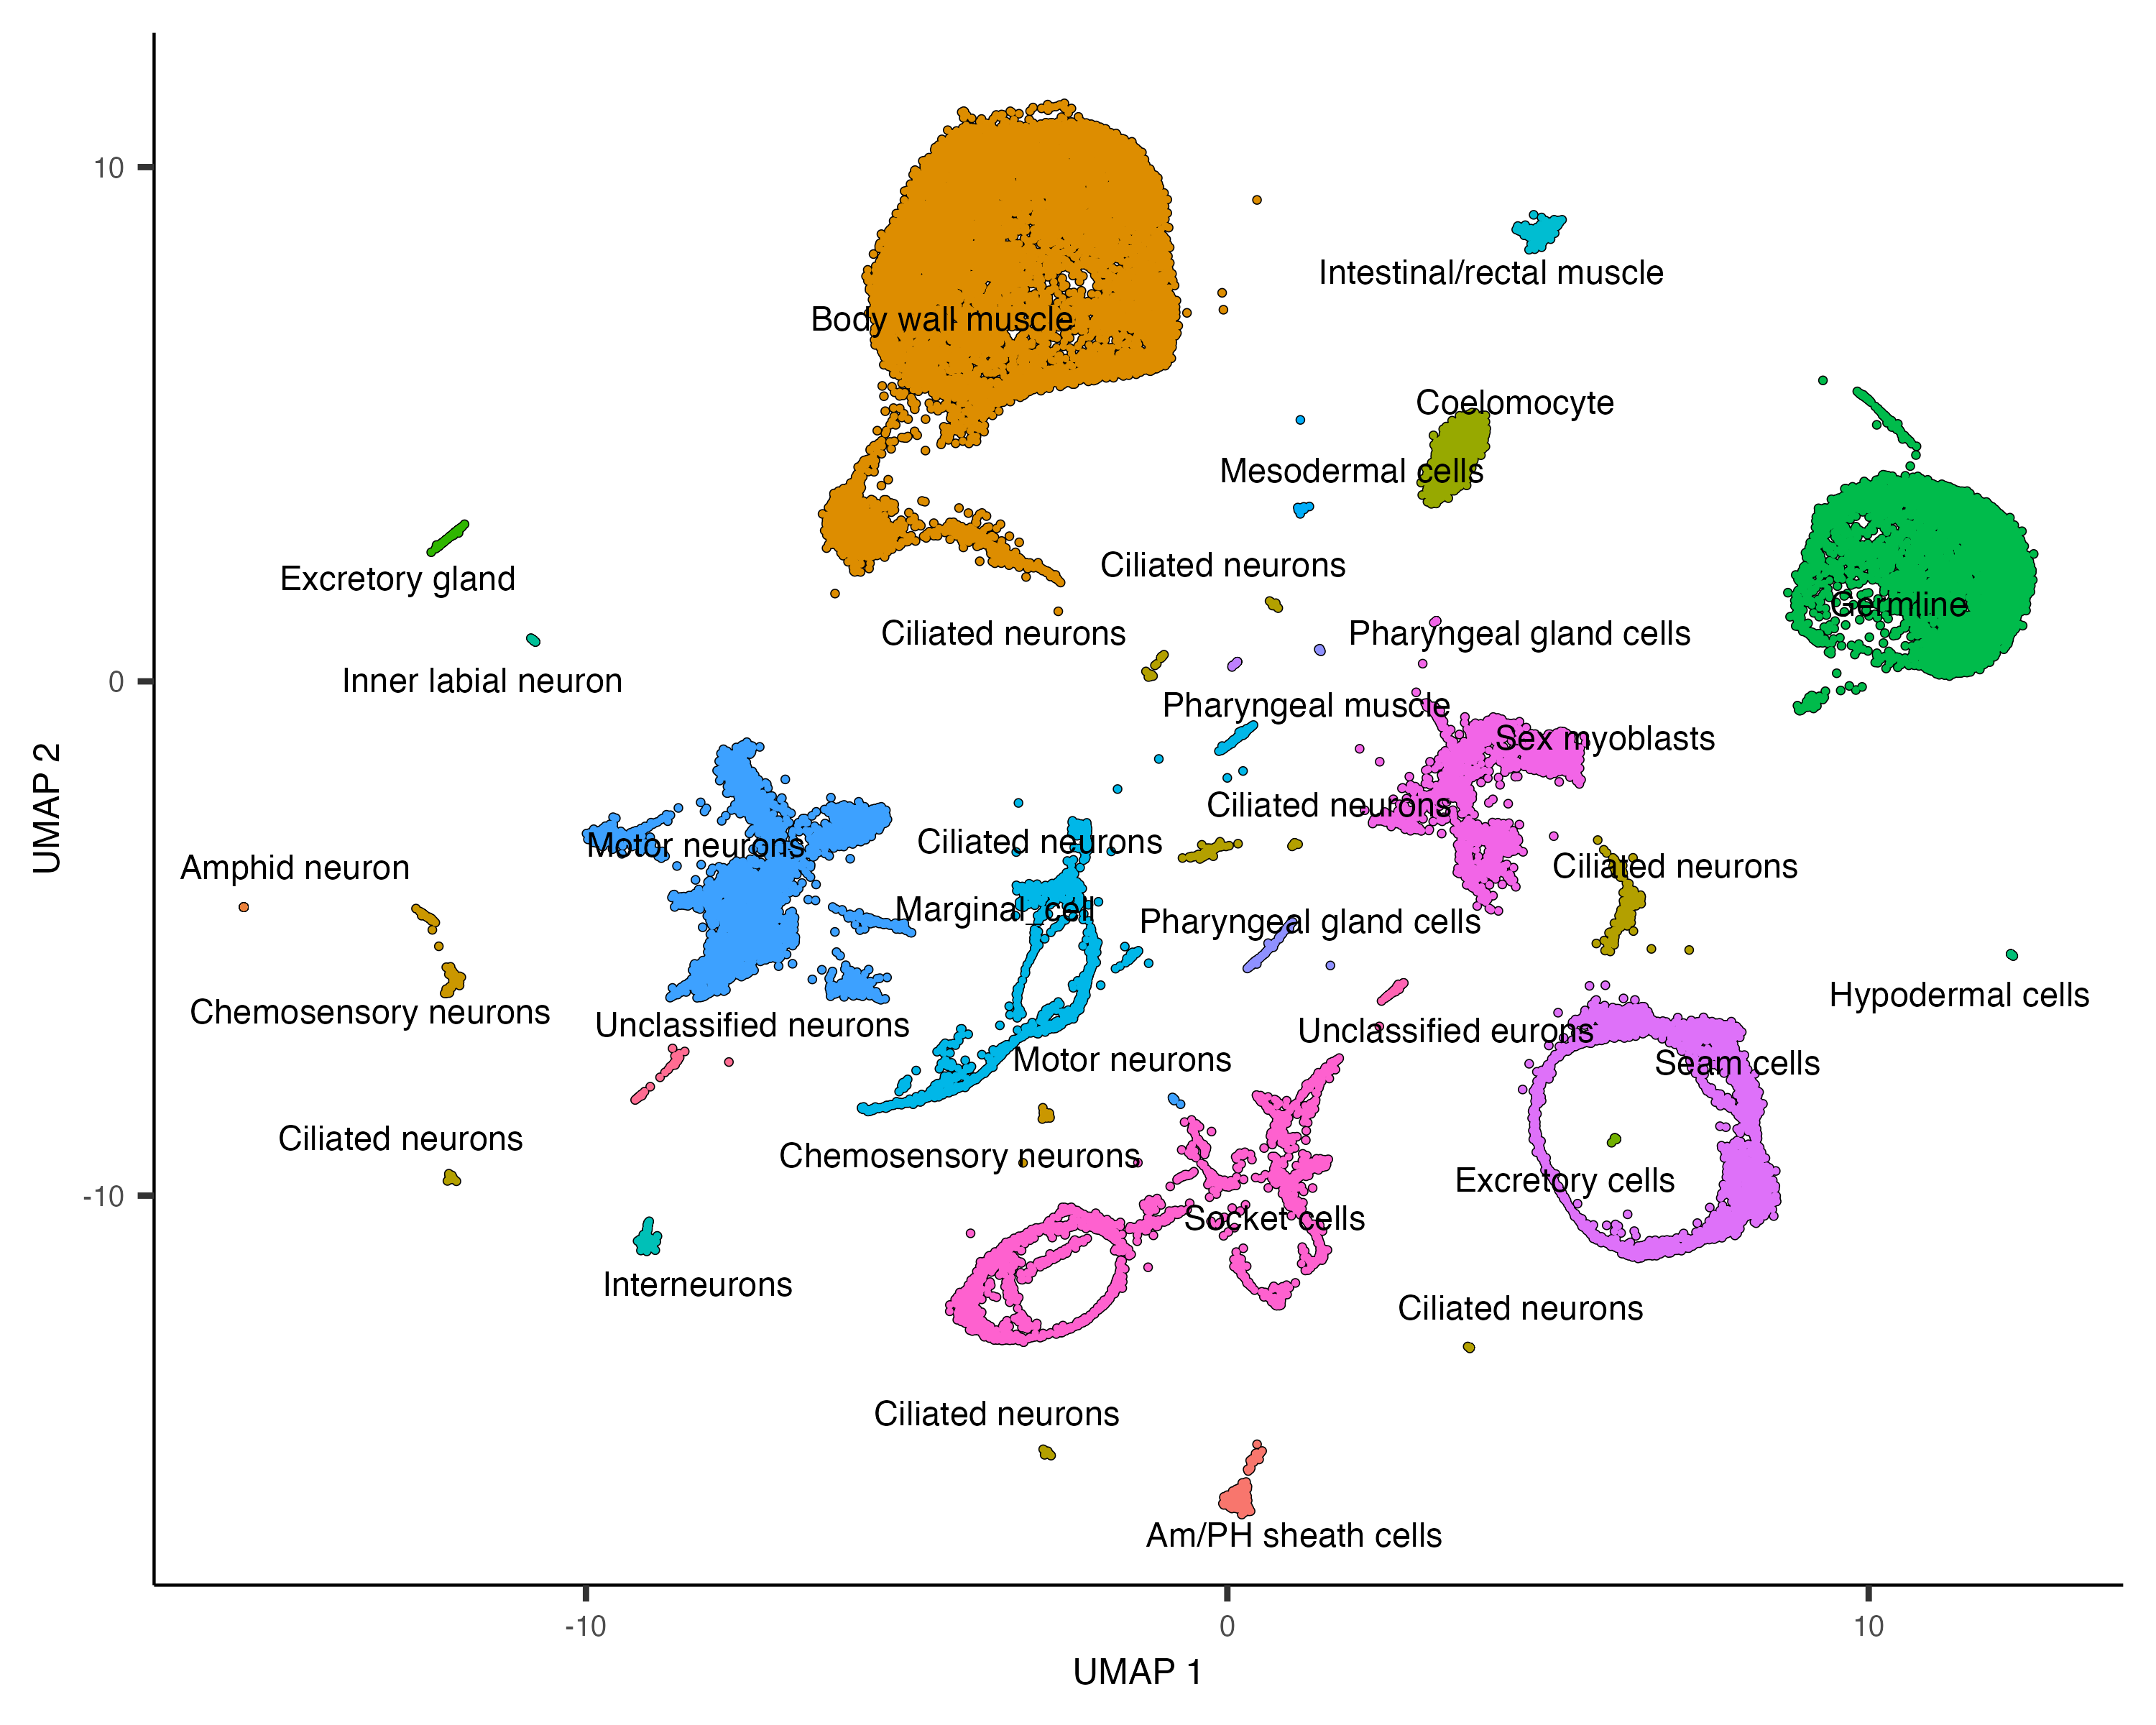 10
Intestinal/rectal muscle
Body wall muscle
Coelomocyte
Mesodermal cells
Ciliated neurons
Excretory gland
Germline
Ciliated neurons
Pharyngeal gland cells
0
Inner labial neuron
Pharyngeal muscle
Sex myoblasts
UMAP 2
Ciliated neurons
Motor neurons
Ciliated neurons
Amphid neuron
Ciliated neurons
Marginal_cell
Pharyngeal gland cells
Hypodermal cells
Chemosensory neurons
Unclassified neurons
Unclassified eurons
Motor neurons
Seam cells
Ciliated neurons
Chemosensory neurons
Excretory cells
-10
Socket cells
Interneurons
Ciliated neurons
Ciliated neurons
Am/PH sheath cells
-10
0
10
UMAP 1